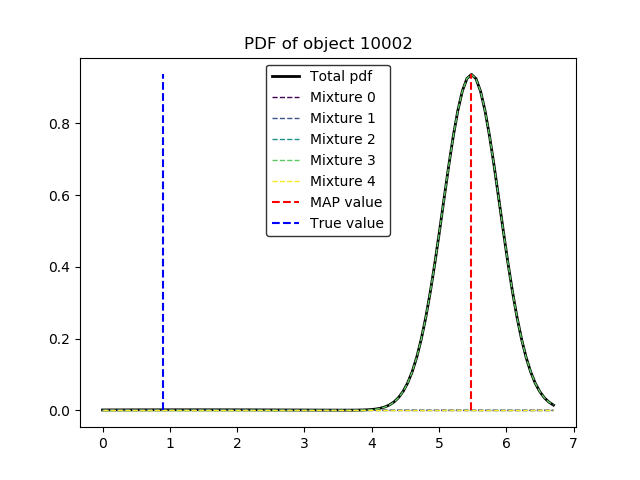 PDF of object 10002
Total pdf
Mixture 0
Mixture 1
Mixture 2
Mixture 3
Mixture 4
MAP value
True value
0.8
0.6
0.4
0.2
0.0
0 1 2 3 4 5 6 7